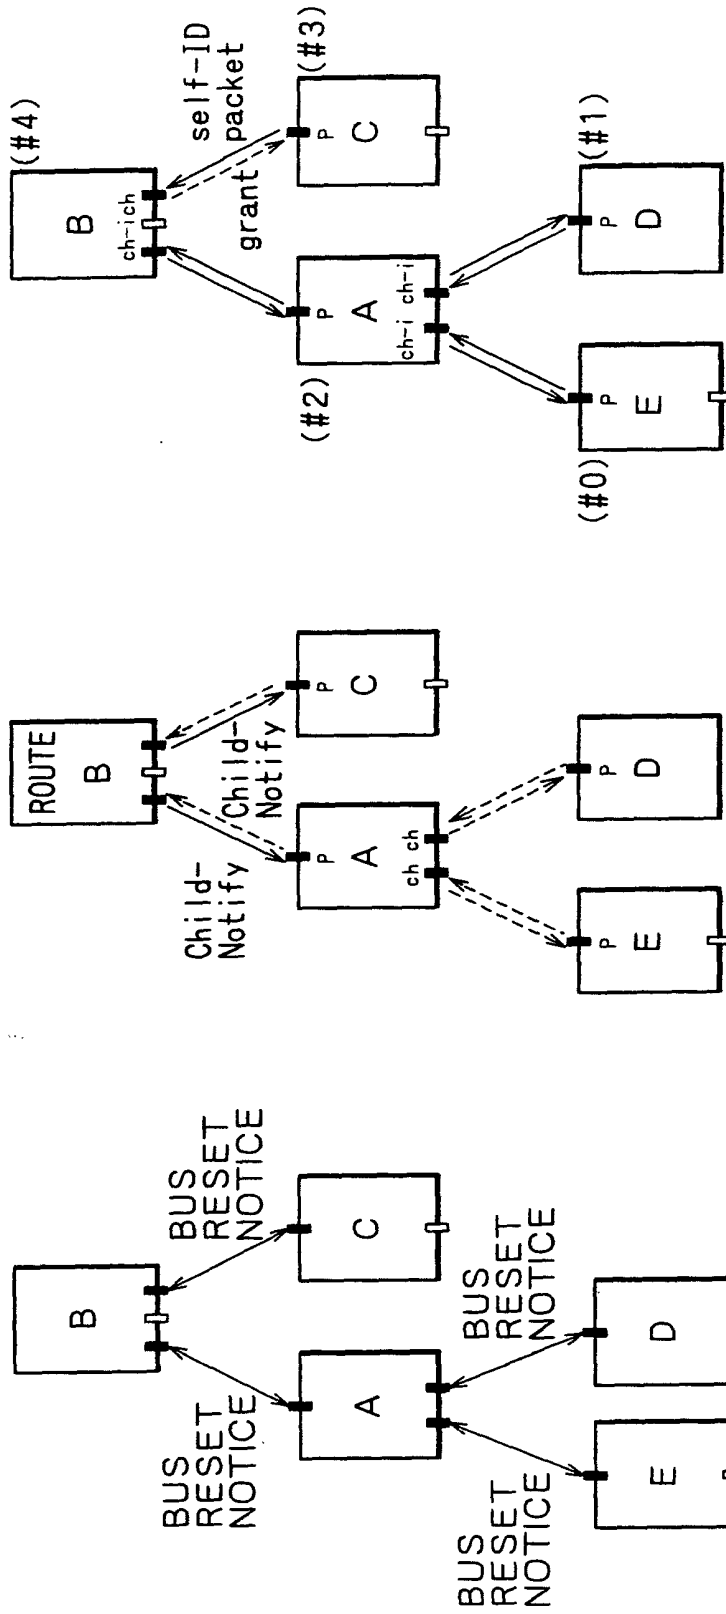 B
BUS
RESET
NOTICE
BUS
RESET
NOTICE
A
C
BUS
RESET
NOTICE
BUS
RESET
NOTICE
E
D
ROUTE
B
Child-
Notify
Child-
Notify
P
A
ch ch
P
C
P
E
P
D
(#4)
B
ch-i ch
self-ID
packet
grant
(#2)
P
A
ch-i ch-i
(#3)
P
C
(#0)
P
E
(#1)
P
D